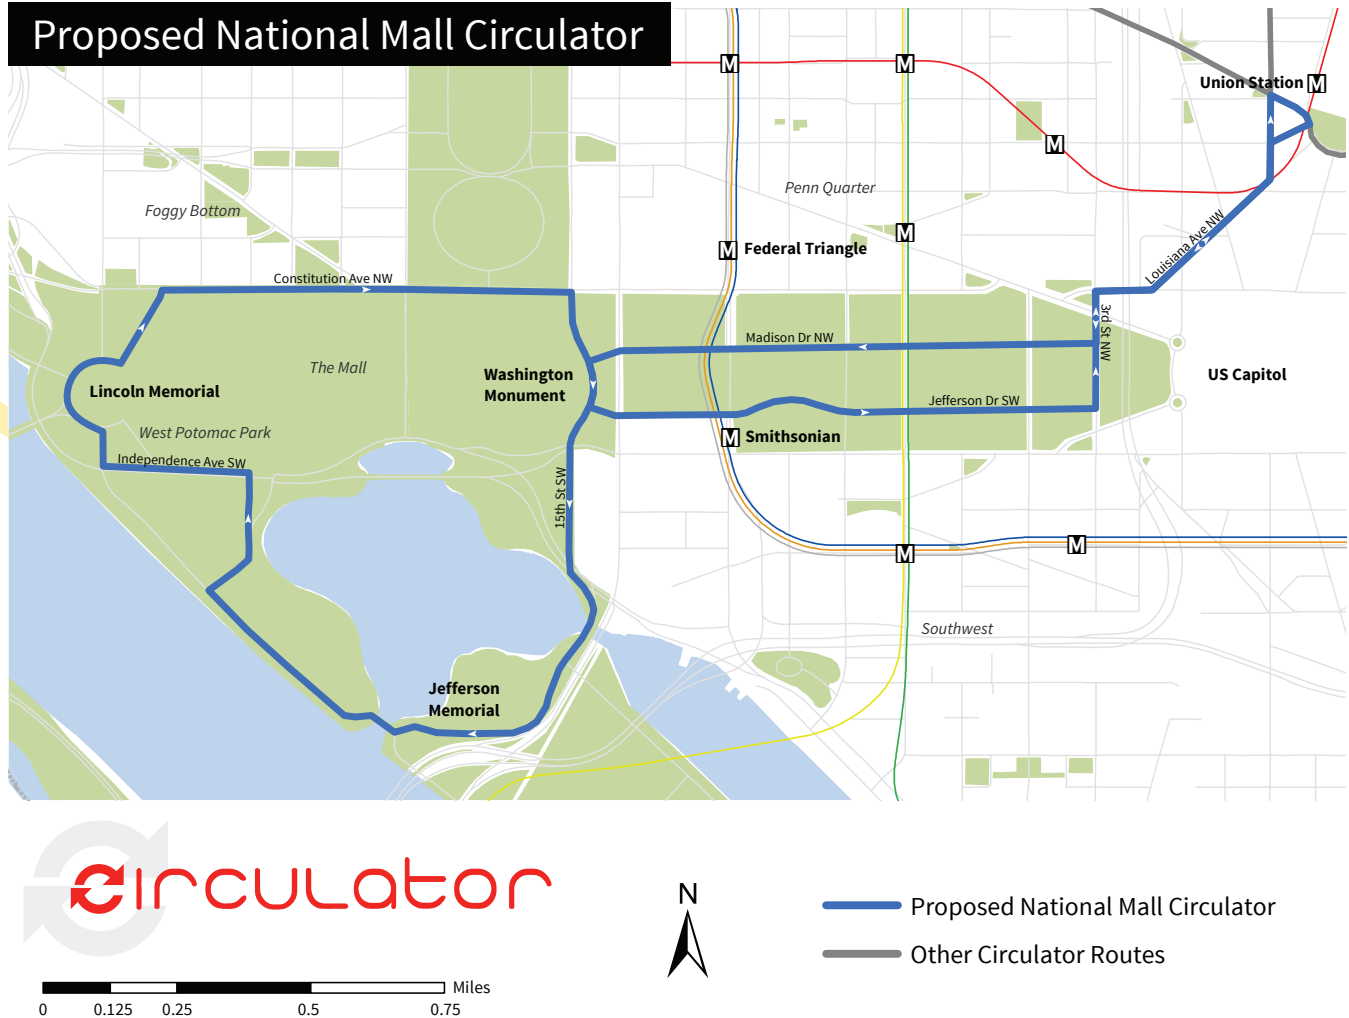 Proposed National Mall Circulator
M
M
Union Station M
M
Penn Quarter
Foggy Bottom
M
Louisiana Ave NW
M Federal Triangle
Constitution Ave NW
3rd St NW
Madison Dr NW
The Mall
Washington
Monument
US Capitol
Lincoln Memorial
Jefferson Dr SW
West Potomac Park
M Smithsonian
Independence Ave SW
15th St SW
M
M
Southwest
Jefferson
Memorial
circulator
N
Proposed National Mall Circulator
Other Circulator Routes
Miles
0 0.125 0.25 0.5 0.75